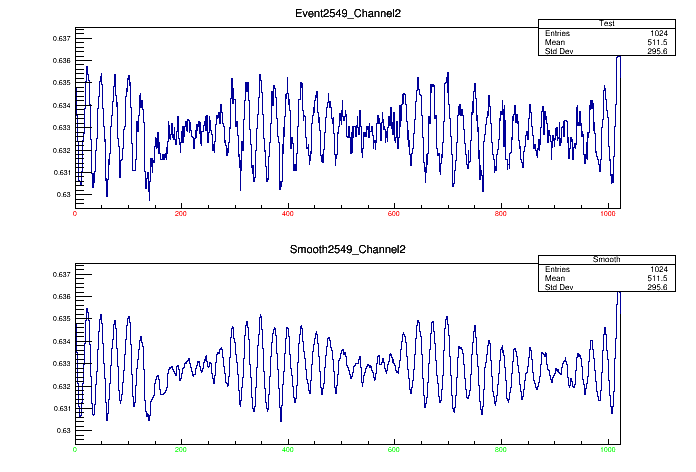 Event2549_Channel2
Test
Entries 1024
Mean 511.5
Std Dev 295.6
0.637
0.636
0.635
0.634
0.633
0.632
0.631
0.63
0 200 400 600 800 1000
Smooth2549_Channel2
Smooth
Entries 1024
Mean 511.5
Std Dev 295.6
0.637
0.636
0.635
0.634
0.633
0.632
0.631
0.63
0 200 400 600 800 1000